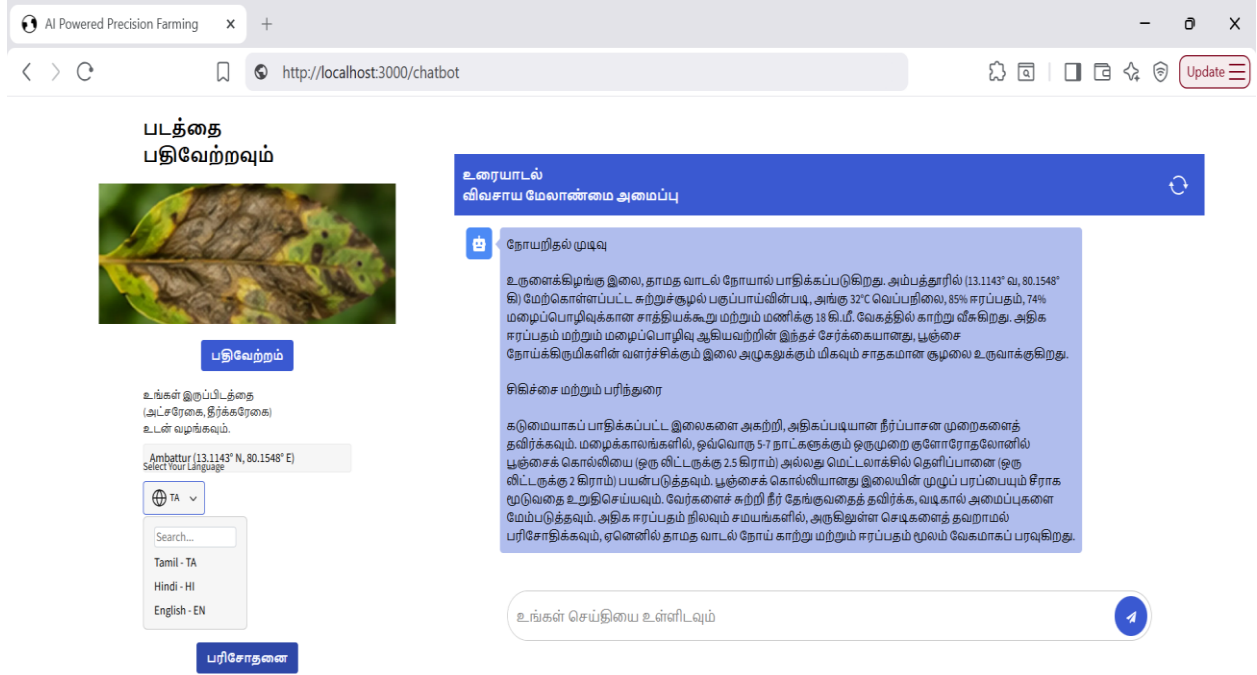 AI Powered Precision Farming
http://localhost:3000/chatbot
Update
படத்தை
பதிவேற்றவும்
பதிவேற்றம்
உங்கள் இருப்பிடத்தை
(அட்சரேகை, தீர்க்கரேகை)
உடன் வழங்கவும்.
Ambattur (13.1143° N, 80.1548° E)
Select Your Language
TA
Search...
Tamil - TA
Hindi - HI
English - EN
பரிசோதனை
உரையாடல்
விவசாய மேலாண்மை அமைப்பு
நோயறிதல் முடிவு
உருளைக்கிழங்கு இலை, தாமத வாடல் நோயால் பாதிக்கப்படுகிறது. அம்பத்தூரில் (13.1143° வ, 80.1548°
கி) மேற்கொள்ளப்பட்ட சுற்றுச்சூழல் பகுப்பாய்வின்படி, அங்கு 32°C வெப்பநிலை, 85% ஈரப்பதம், 74%
மழைப்பொழிவுக்கான சாத்தியக்கூறு மற்றும் மணிக்கு 18 கி.மீ. வேகத்தில் காற்று வீசுகிறது. அதிக
ஈரப்பதம் மற்றும் மழைப்பொழிவு ஆகியவற்றின் இந்தச் சேர்க்கையானது, பூஞ்சை
நோய்க்கிருமிகளின் வளர்ச்சிக்கும் இலை அழுகலுக்கும் மிகவும் சாதகமான சூழலை உருவாக்குகிறது.
சிகிச்சை மற்றும் பரிந்துரை
கடுமையாகப் பாதிக்கப்பட்ட இலைகளை அகற்றி, அதிகப்படியான நீர்ப்பாசன முறைகளைத்
தவிர்க்கவும். மழைக்காலங்களில், ஒவ்வொரு 5-7 நாட்களுக்கும் ஒருமுறை குளோரோதலோனில்
பூஞ்சைக் கொல்லியை (ஒரு லிட்டருக்கு 2.5 கிராம்) அல்லது மெட்டலாக்சில் தெளிப்பானை (ஒரு
லிட்டருக்கு 2 கிராம்) பயன்படுத்தவும். பூஞ்சைக் கொல்லியானது இலையின் முழுப் பரப்பையும் சீராக
மூடுவதை உறுதிசெய்யவும். வேர்களைச் சுற்றி நீர் தேங்குவதைத் தவிர்க்க, வடிகால் அமைப்புகளை
மேம்படுத்தவும். அதிக ஈரப்பதம் நிலவும் சமயங்களில், அருகிலுள்ள செடிகளைத் தவறாமல்
பரிசோதிக்கவும், ஏனெனில் தாமத வாடல் நோய் காற்று மற்றும் ஈரப்பதம் மூலம் வேகமாகப் பரவுகிறது.
உங்கள் செய்தியை உள்ளிடவும்